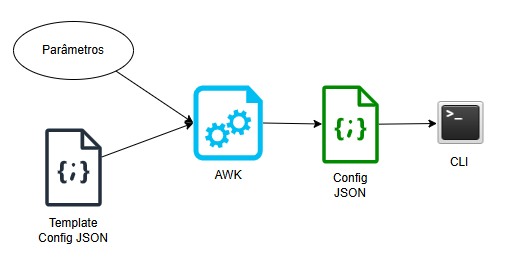 Parâmetros
{;}
Template
Config JSON
AWK
{;}
Config
JSON
>_
CLI